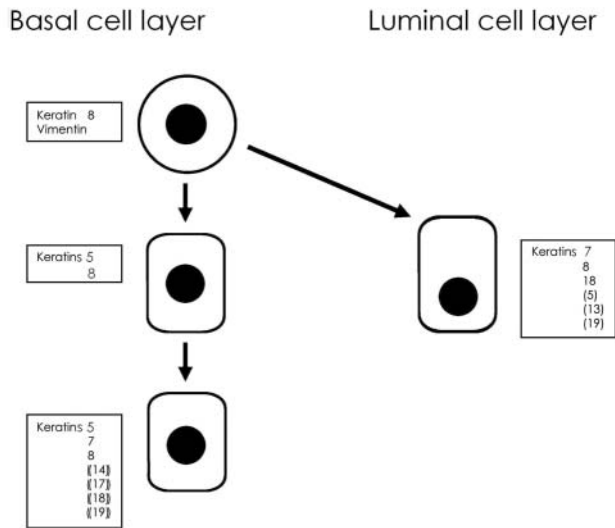 Basal cell layer
Luminal cell layer
Keratin 8
Vimentin
Keratins 5
8
Keratins 7
8
18
(5)
(13)
(19)
Keratins 5
7
8
((14))
((17))
((18))
((19))